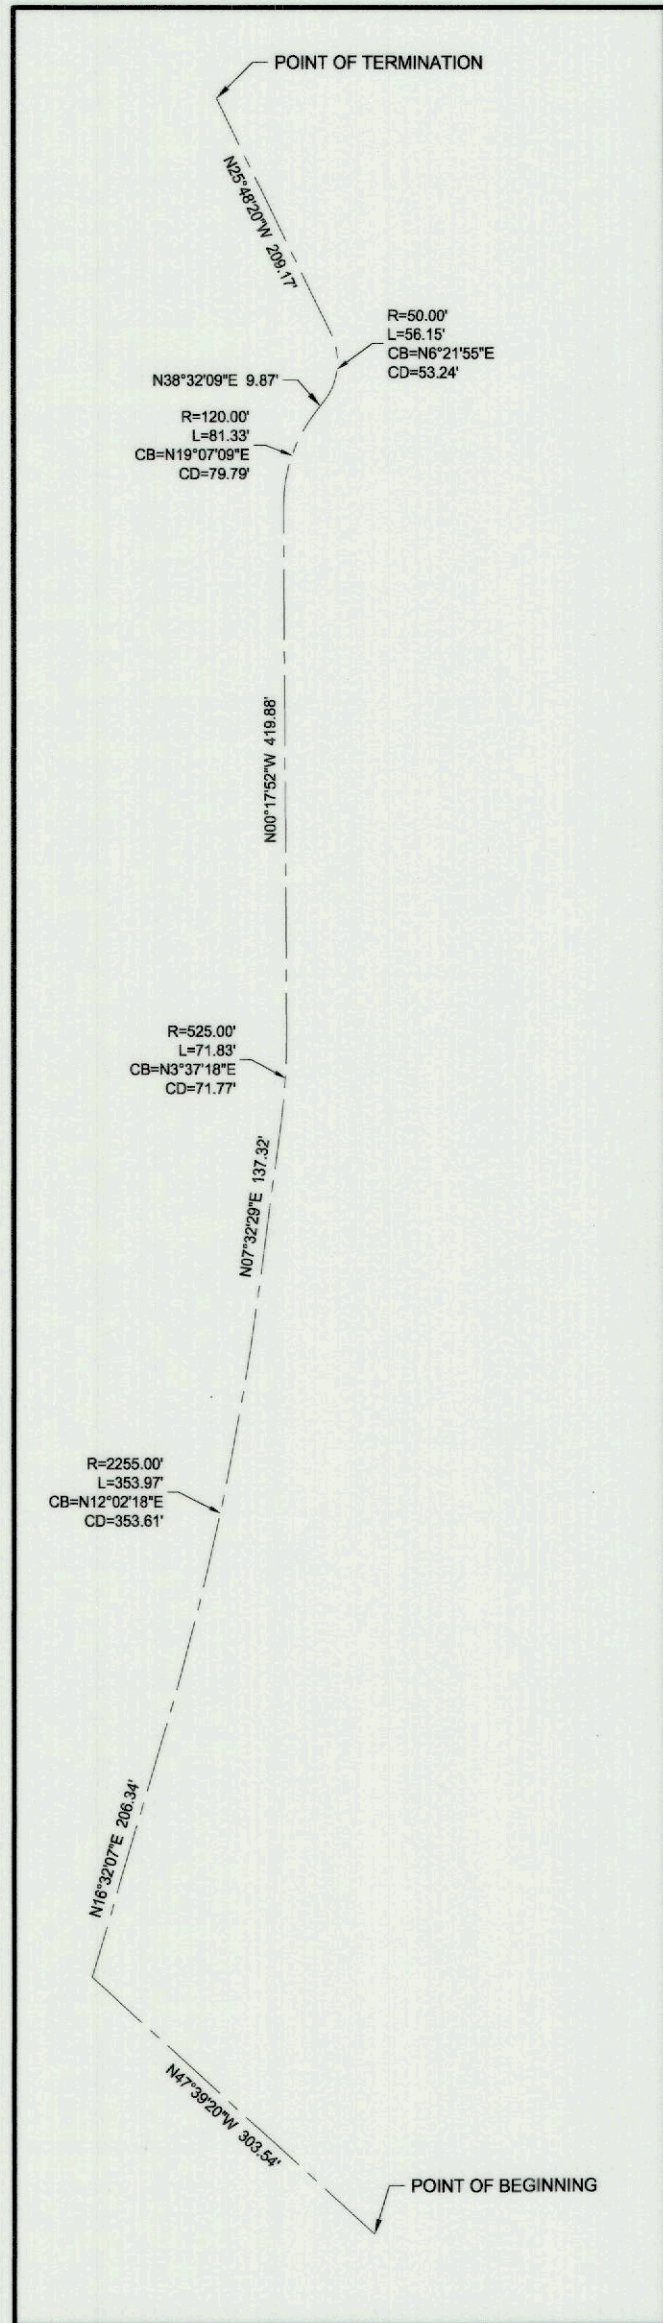 POINT OF TERMINATION
N25°48'20"W 209.17'
R=50.00'
L=56.15'
CB=N6°21'55"E
CD=53.24'
N38°32'09"E 9.87'
R=120.00'
L=81.33'
CB=N19°07'09"E
CD=79.79'
N00°17'52"W 419.88'
R=525.00'
L=71.83'
CB=N3°37'18"E
CD=71.77'
N07°32'29"E 137.32'
R=2255.00'
L=353.97'
CB=N12°02'18"E
CD=353.61'
N16°32'07"E 206.34'
N47°39'20"W 303.54'
POINT OF BEGINNING